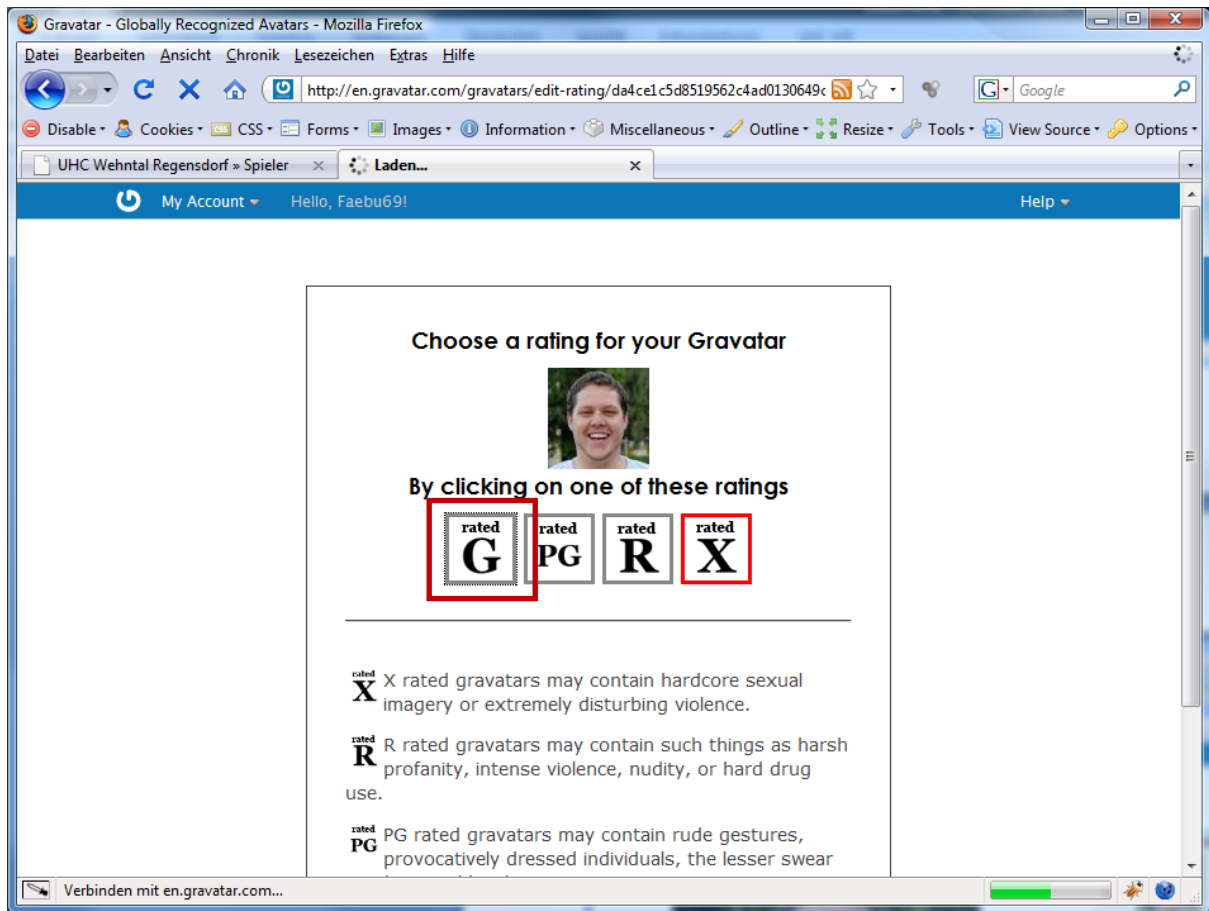 Gravatar - Globally Recognized Avatars - Mozilla Firefox
Datei Bearbeiten Ansicht Chronik Lesezeichen Extras Hilfe
http://en.gravatar.com/gravatars/edit-rating/da4ce1c5d8519562c4ad0130649c
G Google
Disable Cookies CSS Forms Images Information Miscellaneous Outline Resize Tools View Source Options
UHC Wehntal Regensdorf » Spieler Laden...
My Account Hello, Faebu69! Help
Choose a rating for your Gravatar
By clicking on one of these ratings
rated rated rated rated
G PG R X
rated
X
X rated gravatars may contain hardcore sexual
imagery or extremely disturbing violence.
rated
R
R rated gravatars may contain such things as harsh
profanity, intense violence, nudity, or hard drug
use.
rated
PG
PG rated gravatars may contain rude gestures,
provocatively dressed individuals, the lesser swear
Verbinden mit en.gravatar.com...